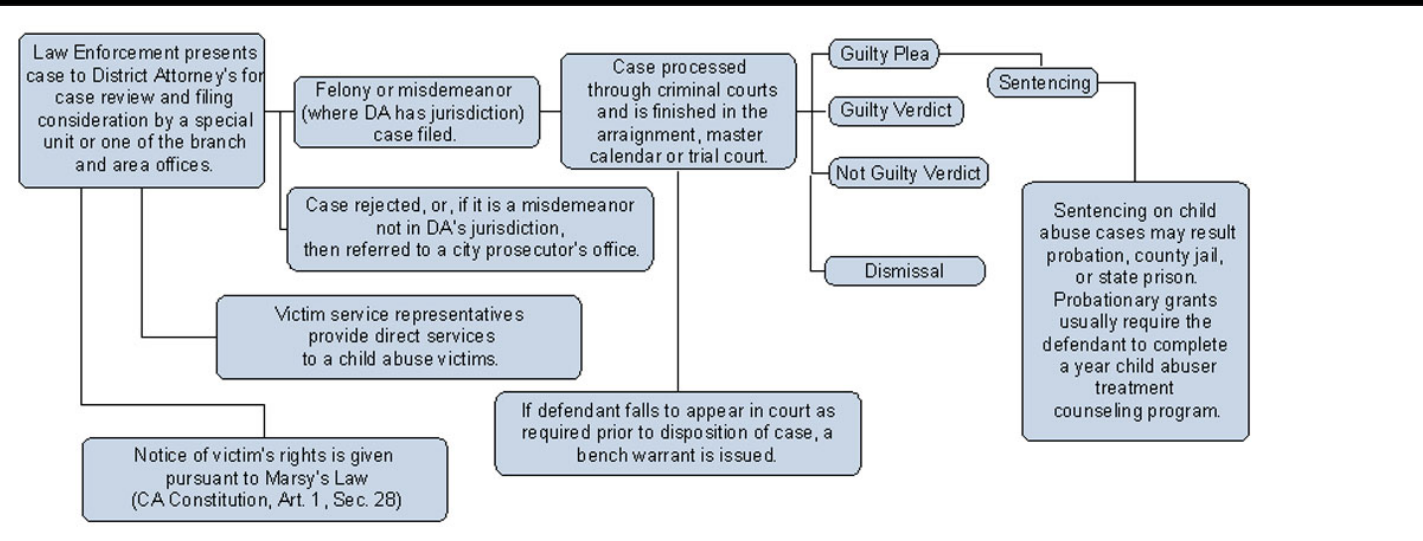 Law Enforcement presents
case to District Attorney's for
case review and filing
consideration by a special
unit or one of the branch
and area offices.
Felony or misdemeanor
(where DA has jurisdiction)
case filed.
Case processed
through criminal courts
and is finished in the
arraignment, master
calendar or trial court.
Guilty Plea
Sentencing
Guilty Verdict
Not Guilty Verdict
Dismissal
Case rejected, or, if it is a misdemeanor
not in DA's jurisdiction,
then referred to a city prosecutor's office.
Sentencing on child
abuse cases may result
probation, county jail,
or state prison.
Probationary grants
usually require the
defendant to complete
a year child abuser
treatment
counseling program.
Victim service representatives
provide direct services
to a child abuse victims.
If defendant falls to appear in court as
required prior to disposition of case, a
bench warrant is issued.
Notice of victim's rights is given
pursuant to Marsy's Law
(CA Constitution, Art. 1, Sec. 28)